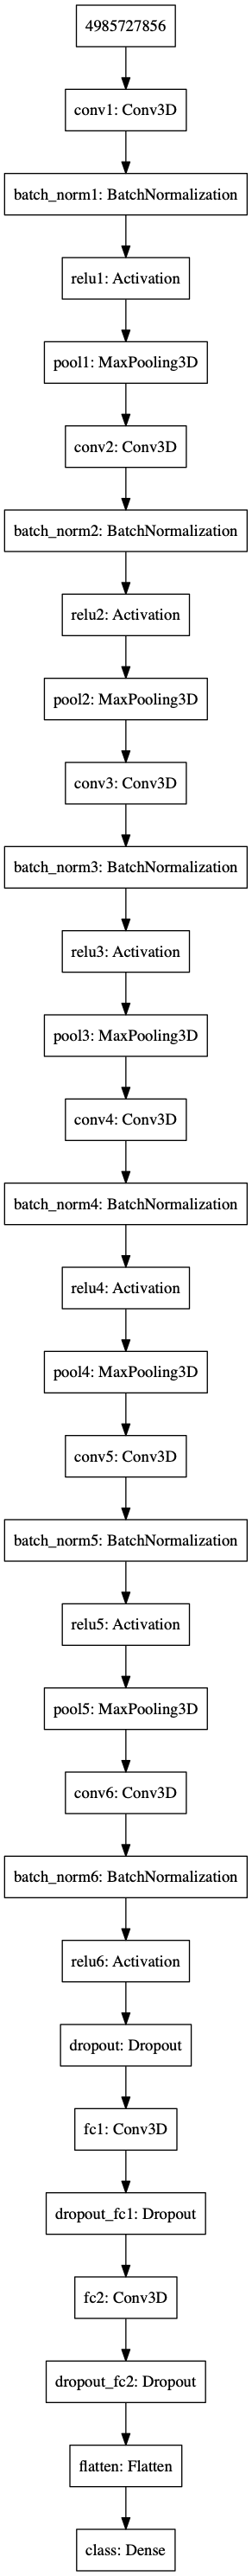 4985727856
conv1: Conv3D
batch_norm1: BatchNormalization
relu1: Activation
pool1: MaxPooling3D
conv2: Conv3D
batch_norm2: BatchNormalization
relu2: Activation
pool2: MaxPooling3D
conv3: Conv3D
batch_norm3: BatchNormalization
relu3: Activation
pool3: MaxPooling3D
conv4: Conv3D
batch_norm4: BatchNormalization
relu4: Activation
pool4: MaxPooling3D
conv5: Conv3D
batch_norm5: BatchNormalization
relu5: Activation
pool5: MaxPooling3D
conv6: Conv3D
batch_norm6: BatchNormalization
relu6: Activation
dropout: Dropout
fc1: Conv3D
dropout_fc1: Dropout
fc2: Conv3D
dropout_fc2: Dropout
flatten: Flatten
class: Dense